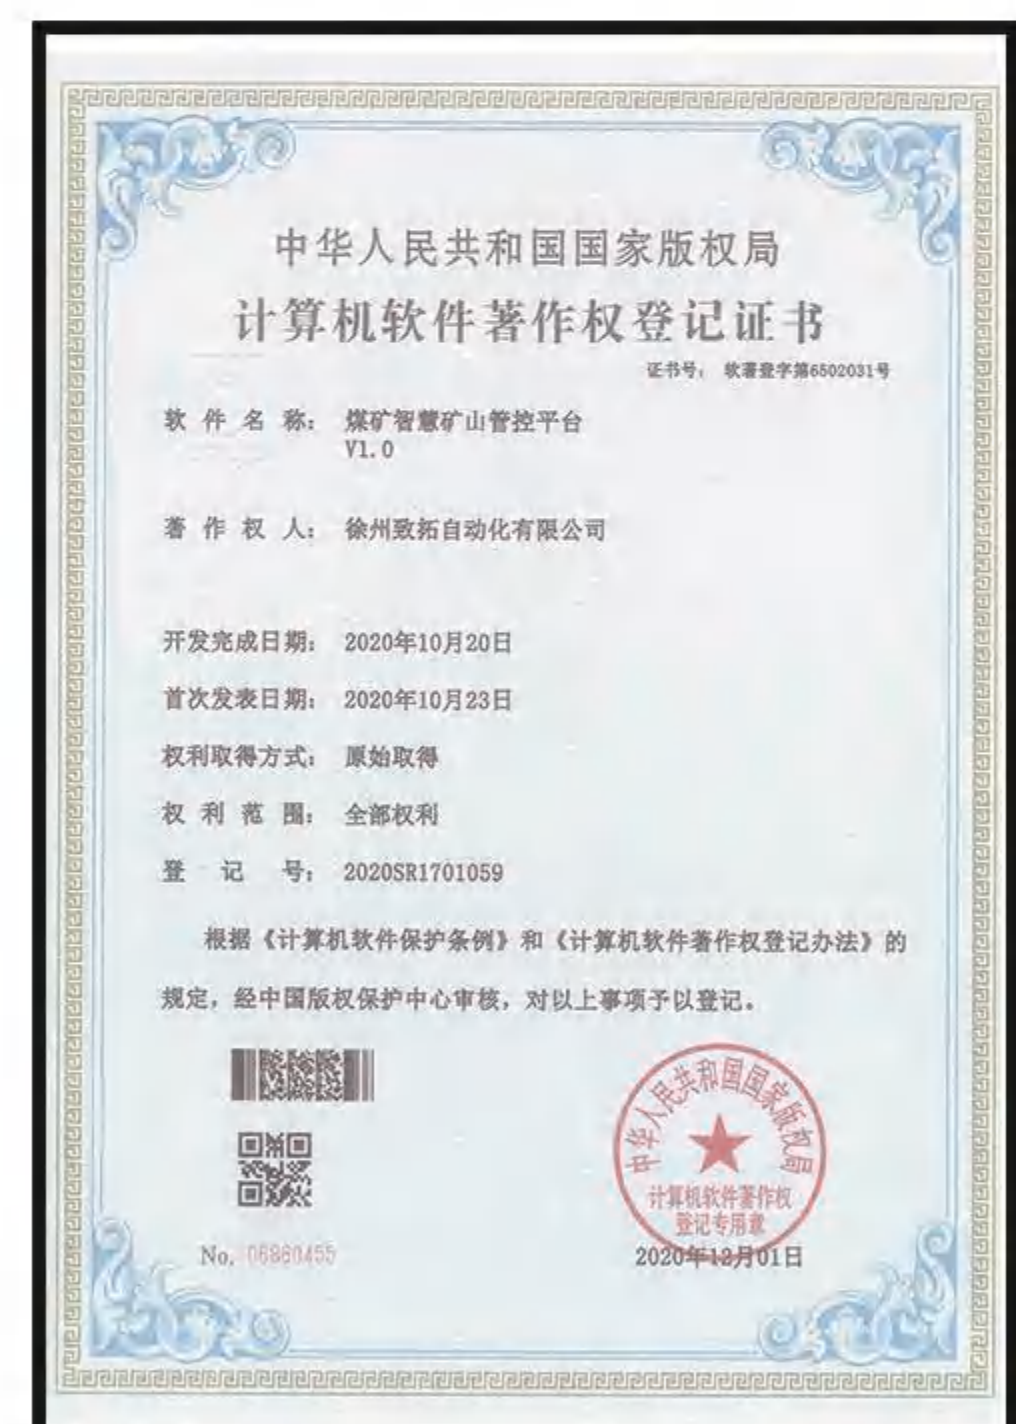 中华人民共和国国家版权局
计算机软件著作权登记证书
证书号： 软著登字第6502031号
软件名称： 煤矿智慧矿山管控平台
V1.0
著作权人： 徐州致拓自动化有限公司
开发完成日期： 2020年10月20日
首次发表日期： 2020年10月23日
权利取得方式： 原始取得
权利范围： 全部权利
登记号： 2020SR1701059
根据《计算机软件保护条例》和《计算机软件著作权登记办法》的
规定，经中国版权保护中心审核，对以上事项予以登记。
中华人民共和国国家版权局
计算机软件著作权
登记专用章
No. 06860455
2020年12月01日